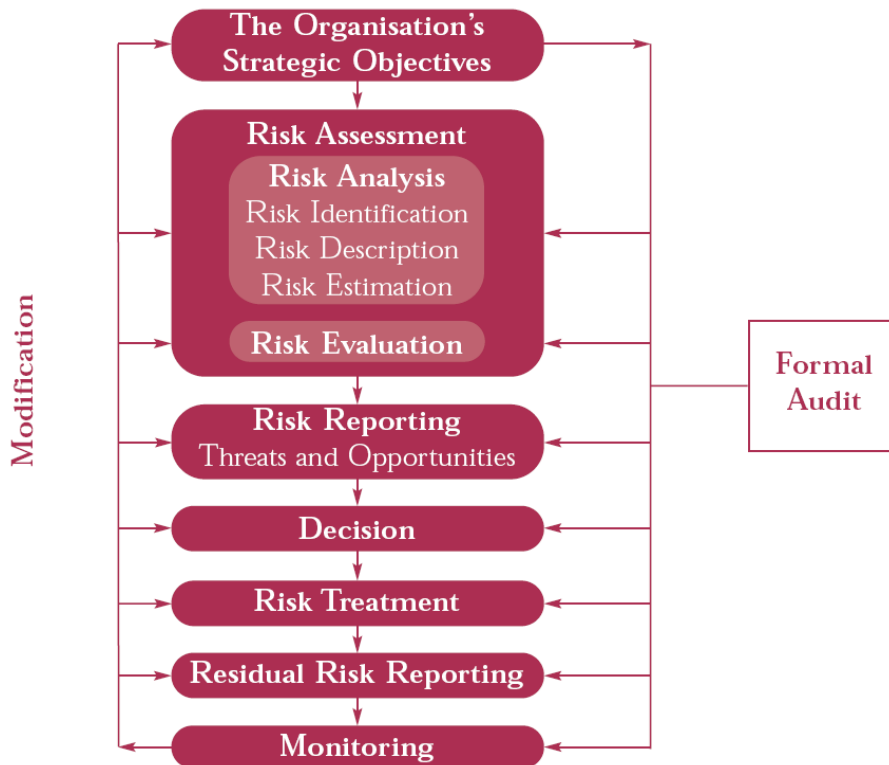 The Organisation's
Strategic Objectives
Risk Assessment
Risk Analysis
Risk Identification
Risk Description
Risk Estimation
Risk Evaluation
Modification
Formal
Audit
Risk Reporting
Threats and Opportunities
Decision
Risk Treatment
Residual Risk Reporting
Monitoring